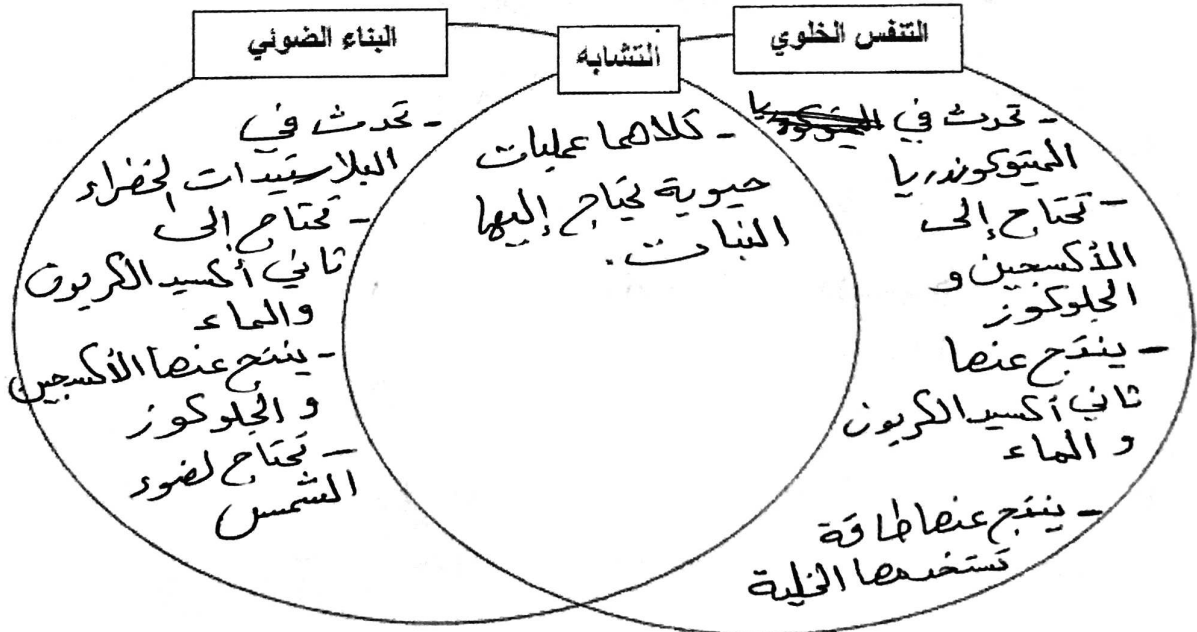 التنفس الخلوي
التشابه
البناء الضوئي
- تحدث في
الميتوكوندريا
- تحتاج إلى
الأكسجين و
الجلوكوز
- ينتج عنها
ثاني أكسيد الكربون
و الماء
- ينتج عنها طاقة
تستخدمها الخلية
- كلاهما عمليات
حيوية تحتاج إليها
النبات.
- تحدث في
البلاستيدات الخضراء
- تحتاج إلى
ثاني أكسيد الكربون
والماء
- ينتج عنها الأكسجين
و الجلوكوز
- تحتاج لضوء
الشمس